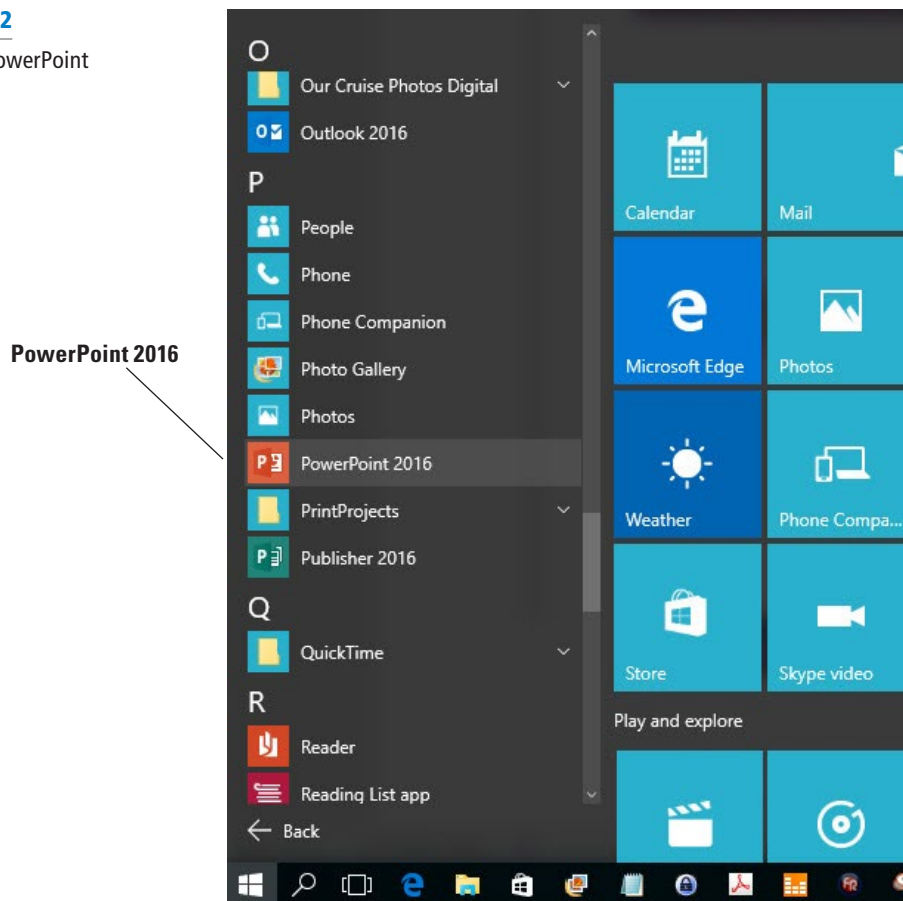 2
owerPoint
PowerPoint 2016
O
Our Cruise Photos Digital
Outlook 2016
P
People
Phone
Phone Companion
Photo Gallery
Photos
PowerPoint 2016
PrintProjects
Publisher 2016
Q
QuickTime
R
Reader
Reading List app
Back
Calendar
Mail
Microsoft Edge
Photos
Weather
Phone Compa...
Store
Skype video
Play and explore